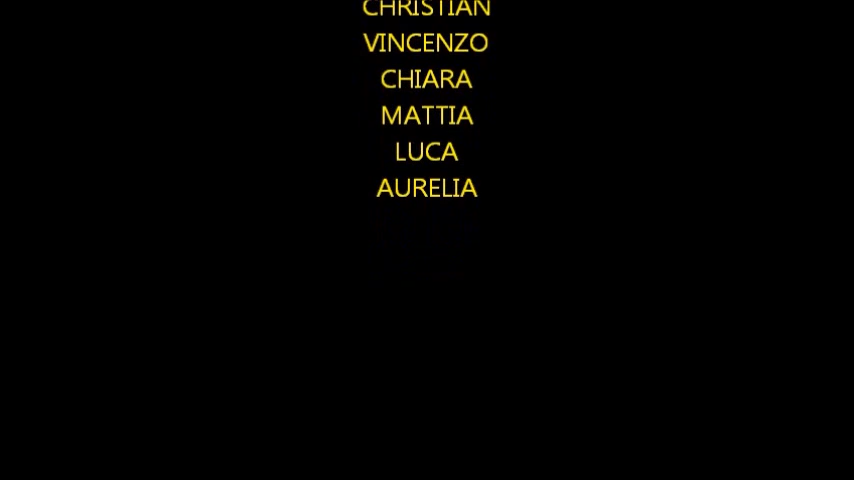 CHRISTIAN
VINCENZO
CHIARA
MATTIA
LUCA
AURELIA